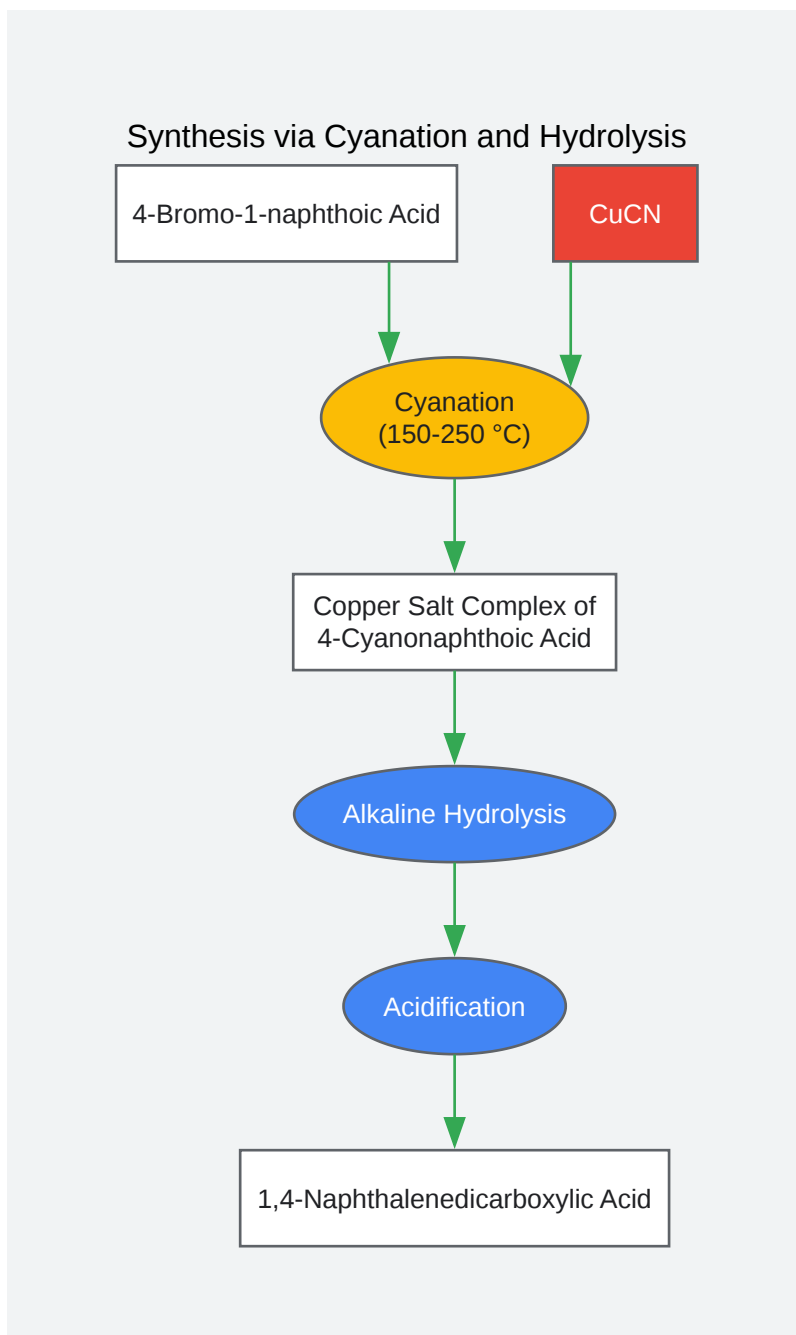 Synthesis via Cyanation and Hydrolysis
4-Bromo-1-naphthoic Acid
CuCN
Cyanation
(150-250 °C)
Copper Salt Complex of
4-Cyanonaphthoic Acid
Alkaline Hydrolysis
Acidification
1,4-Naphthalenedicarboxylic Acid